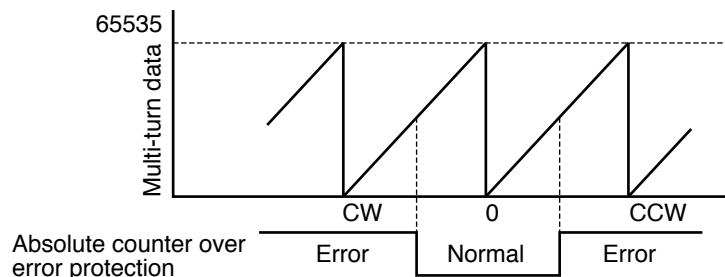 65535
Multi-turn data
CW 0 CCW
Absolute counter over
error protection
Error Normal Error